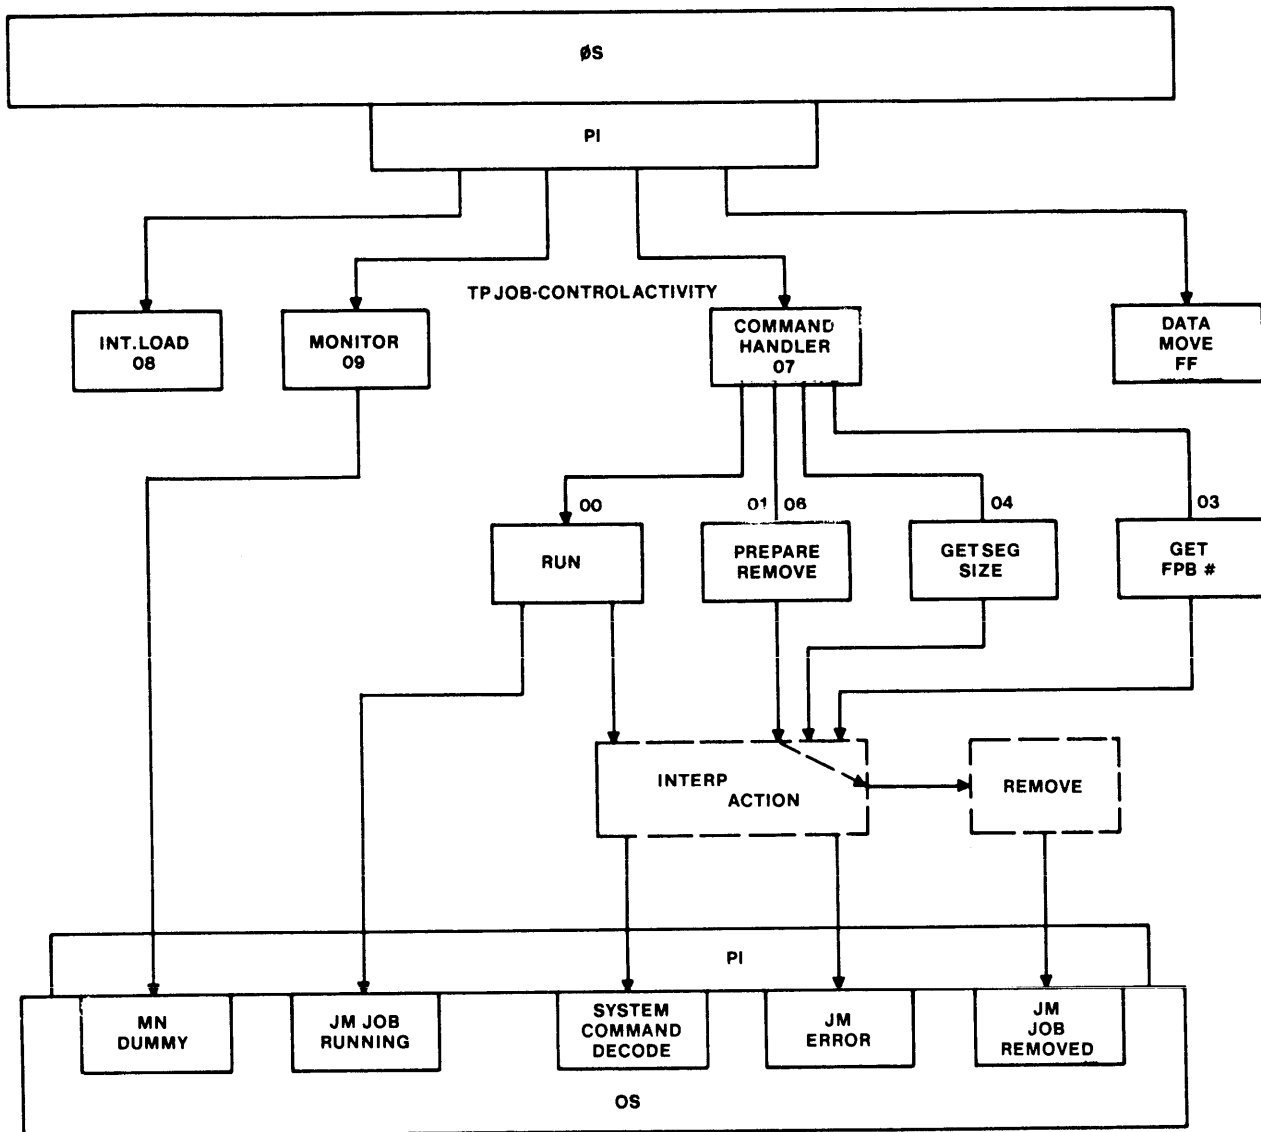 ØS
PI
TP JOB-CONTROL ACTIVITY
INT. LOAD
08
MONITOR
09
COMMAND
HANDLER
07
DATA
MOVE
FF
00
01 06
04
03
RUN
PREPARE
REMOVE
GET SEG
SIZE
GET
FPB #
INTERP
ACTION
REMOVE
PI
MN
DUMMY
JM JOB
RUNNING
SYSTEM
COMMAND
DECODE
JM
ERROR
JM
JOB
REMOVED
OS